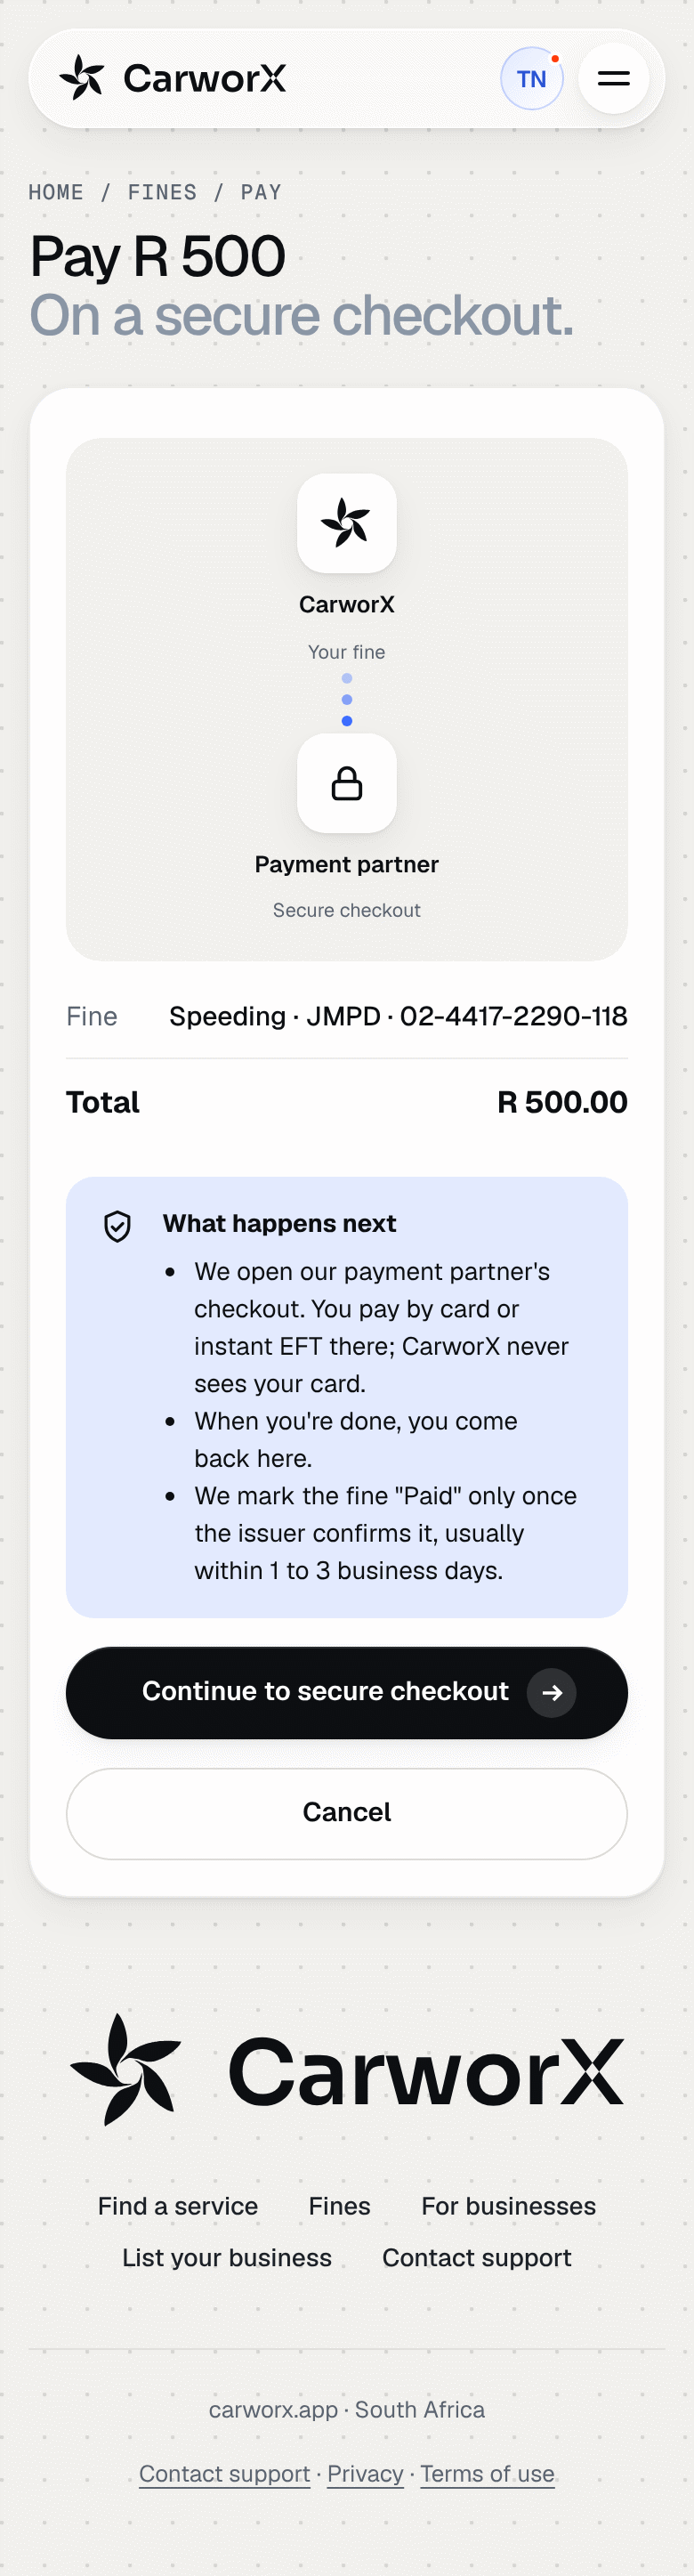 CarworX
TN
HOME / FINES / PAY
Pay R 500
On a secure checkout.
CarworX
Your fine
Payment partner
Secure checkout
Fine Speeding · JMPD · 02-4417-2290-118
Total R 500.00
What happens next
• We open our payment partner's
checkout. You pay by card or
instant EFT there; CarworX never
sees your card.
• When you're done, you come
back here.
• We mark the fine "Paid" only once
the issuer confirms it, usually
within 1 to 3 business days.
Continue to secure checkout
Cancel
CarworX
Find a service Fines For businesses
List your business Contact support
carworx.app · South Africa
Contact support · Privacy · Terms of use